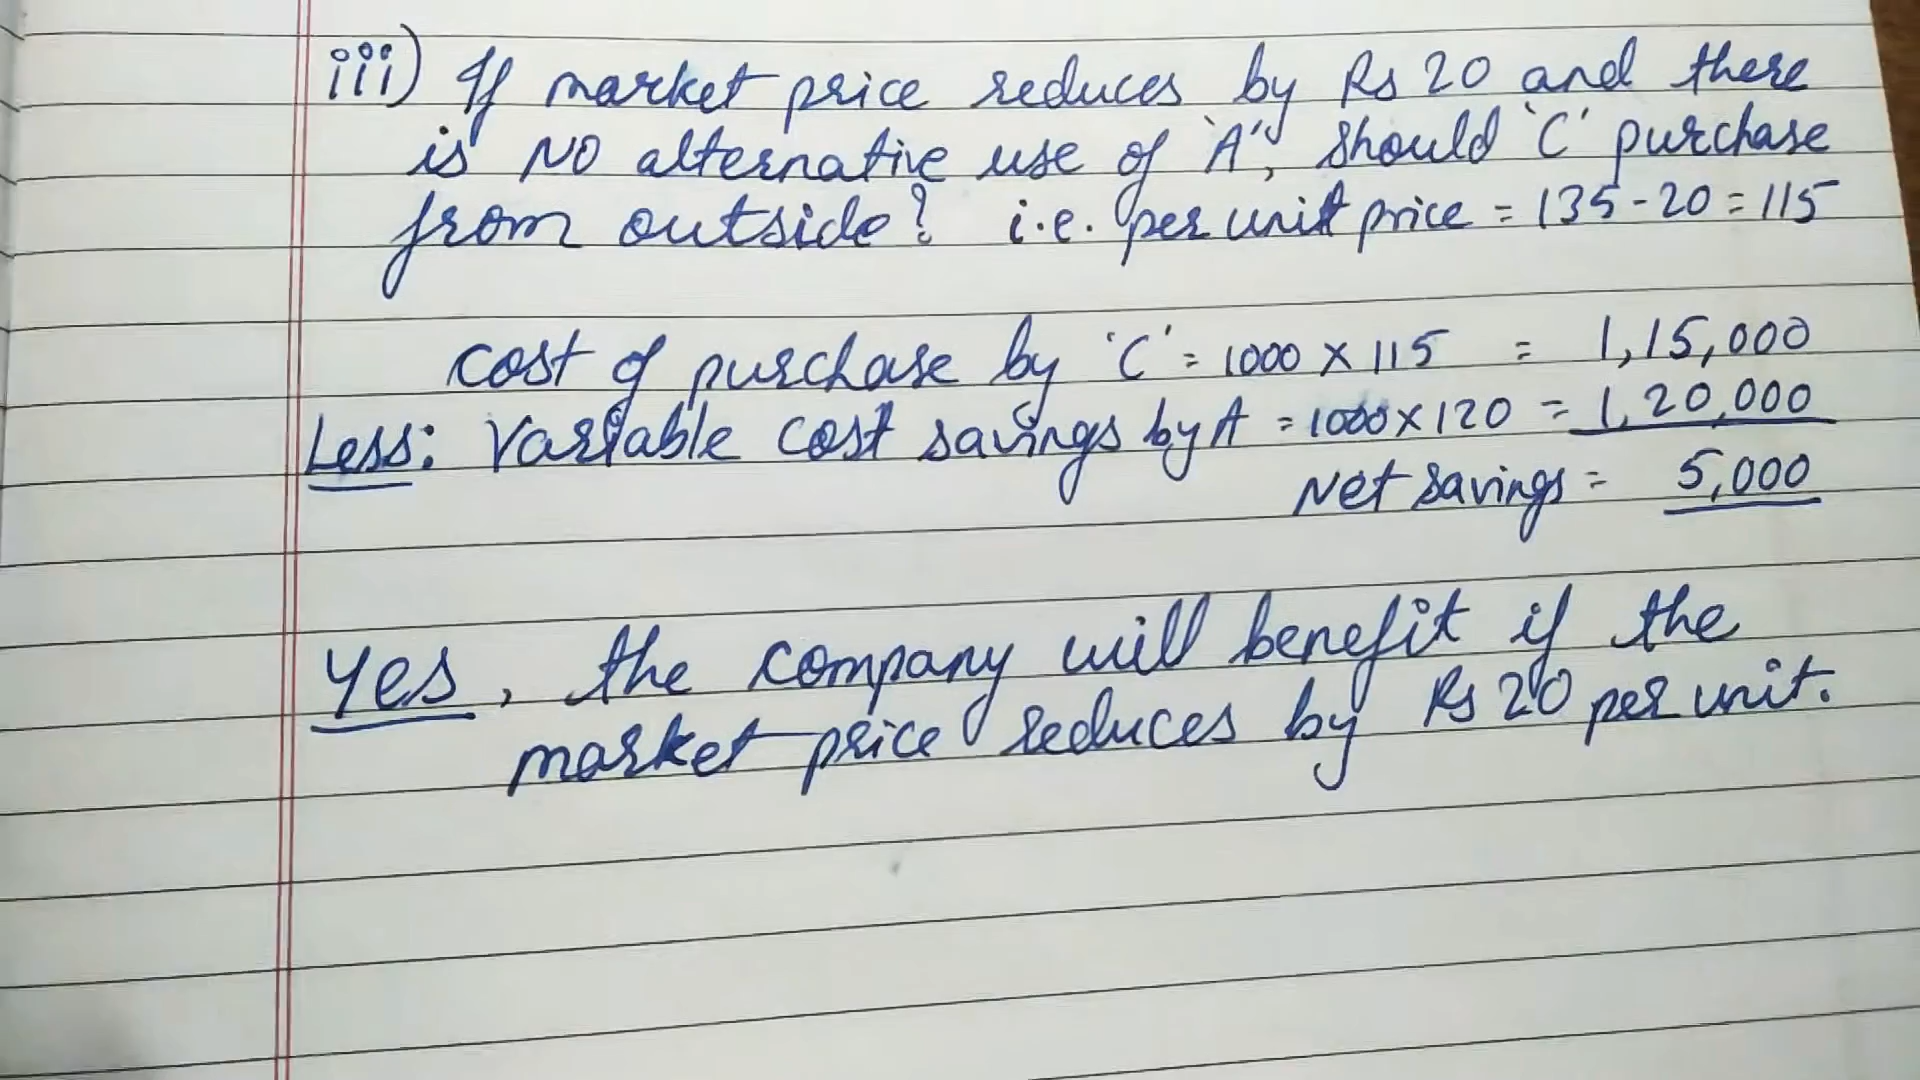 iii) If market price reduces by Rs 20 and there
is NO alternative use of 'A', should 'C' purchase
from outside? i.e. per unit price = 135-20 = 115
cost of purchase by 'C' = 1000 x 115 = 1,15,000
Less: Variable cost savings by A = 1000 x 120 = 1,20,000
Net savings = 5,000
Yes, the company will benefit if the
market price reduces by Rs 20 per unit.